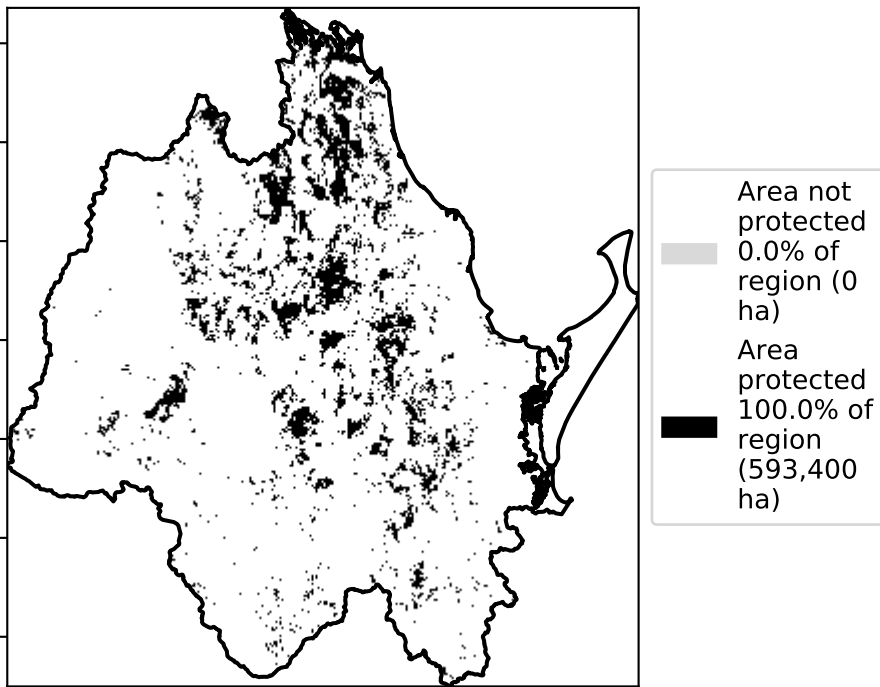 Area not
protected
0.0% of
region (0
ha)
Area
protected
100.0% of
region
(593,400
ha)